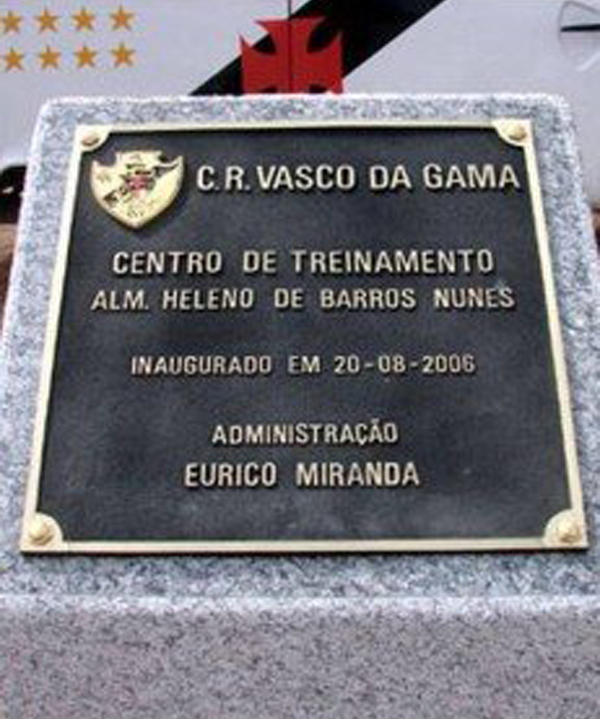 C.R. VASCO DA GAMA
CENTRO DE TREINAMENTO
ALM. HELENO DE BARROS NUNES
INAUGURADO EM 20-08-2006
ADMINISTRAÇÃO
EURICO MIRANDA